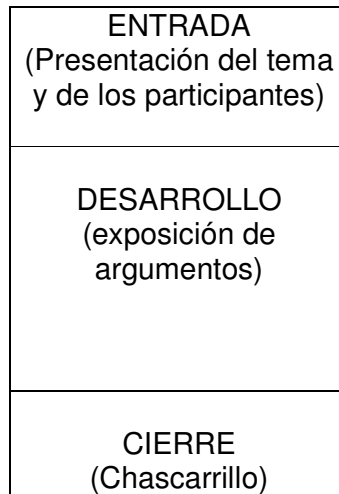 ENTRADA
(Presentación del tema
y de los participantes)
DESARROLLO
(exposición de
argumentos)
CIERRE
(Chascarrillo)